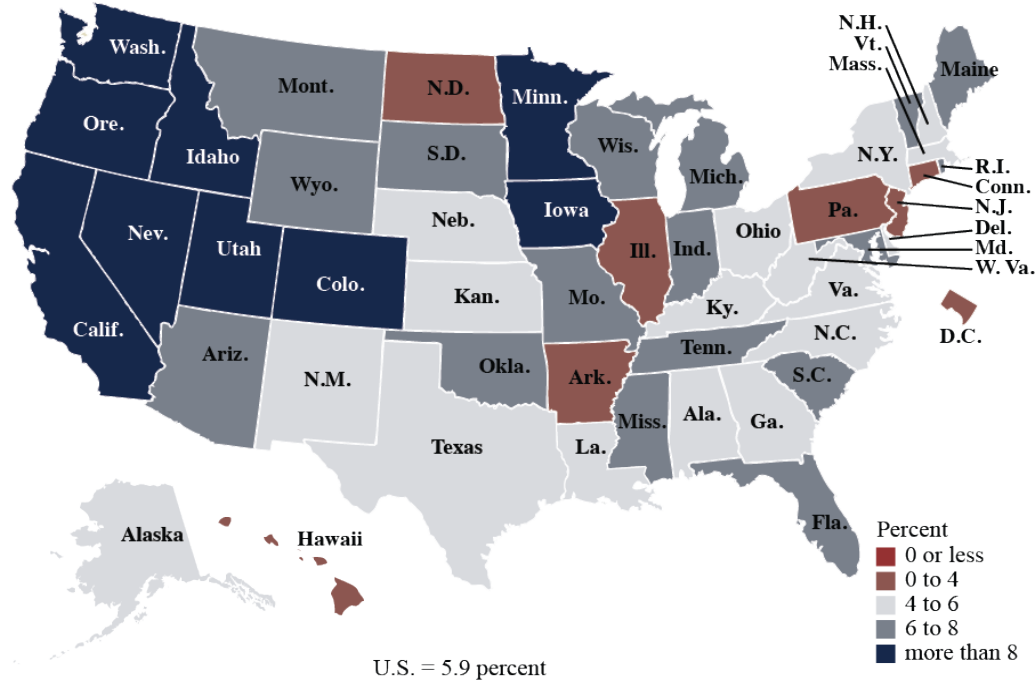 Wash.
Mont.
N.D.
Minn.
N.H.
Vt.
Mass.
Maine
Ore.
Idaho
S.D.
Wis.
Mich.
N.Y.
R.I.
Conn.
N.J.
Del.
Md.
W. Va.
Wyo.
Neb.
Iowa
Pa.
Nev.
Utah
Colo.
Ill.
Ind.
Ohio
Calif.
Kan.
Mo.
Ky.
Va.
D.C.
Ariz.
N.M.
Okla.
Ark.
Tenn.
N.C.
S.C.
Texas
La.
Miss.
Ala.
Ga.
Alaska
Hawaii
Fla.
Percent
0 or less
0 to 4
4 to 6
6 to 8
more than 8
U.S. = 5.9 percent